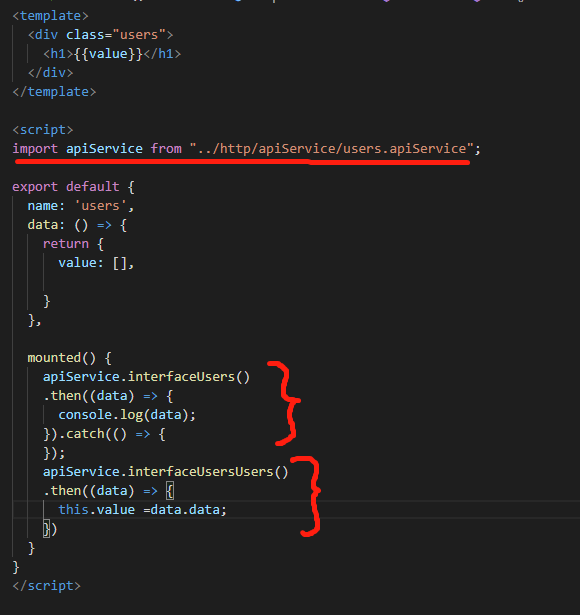 <template>
<div class="users">
<h1>{{value}}</h1>
</div>
</template>
<script>
import apiService from "../http/apiService/users.apiService";
export default {
name: 'users',
data: () => {
return {
value: [],
}
},
mounted() {
apiService.interfaceUsers()
.then((data) => {
console.log(data);
}).catch(() => {
});
apiService.interfaceUsersUsers()
.then((data) => {
this.value =data.data;
})
}
}
</script>